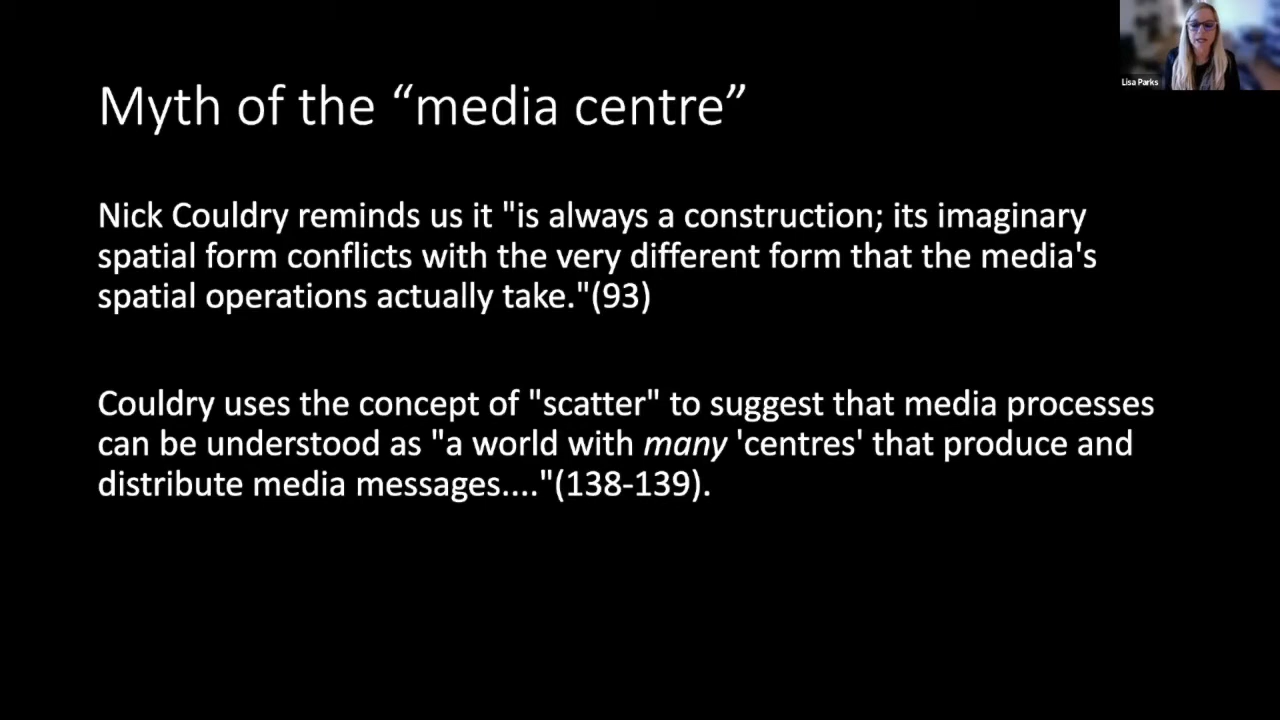 Lisa Parks
Myth of the “media centre”
Nick Couldry reminds us it "is always a construction; its imaginary
spatial form conflicts with the very different form that the media's
spatial operations actually take."(93)
Couldry uses the concept of "scatter" to suggest that media processes
can be understood as "a world with many 'centres' that produce and
distribute media messages...."(138-139).